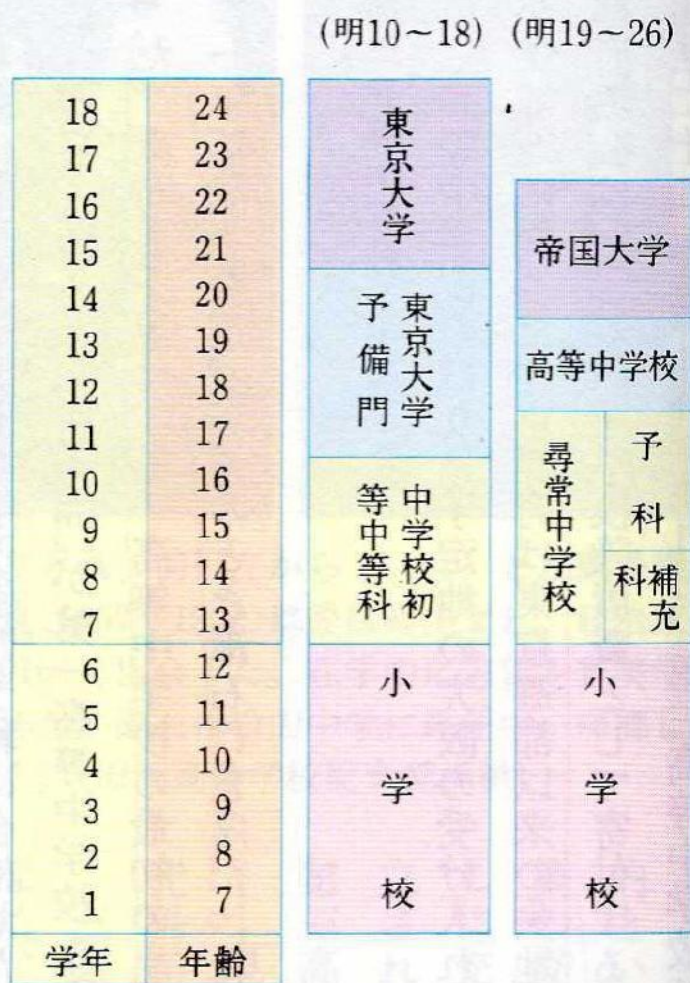 (明10～18) (明19～26)
18 24
17 23
16 22
15 21
14 20
13 19
12 18
11 17
10 16
9 15
8 14
7 13
6 12
5 11
4 10
3 9
2 8
1 7
学年 年齢
東京大学
東京大学
予備門
中学校初
等中等科
小学校
帝国大学
高等中学校
尋常中学校
予科
補充
科
小学校